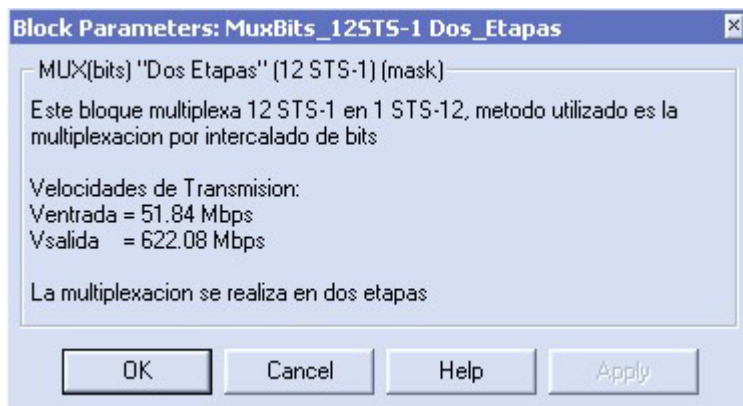 Block Parameters: MuxBits_12STS-1 Dos_Etapas
MUX(bits) "Dos Etapas" (12 STS-1) (mask)
Este bloque multiplexa 12 STS-1 en 1 STS-12, metodo utilizado es la
multiplexacion por intercalado de bits
Velocidades de Transmision:
Ventrada = 51.84 Mbps
Vsalida = 622.08 Mbps
La multiplexacion se realiza en dos etapas
OK Cancel Help Apply